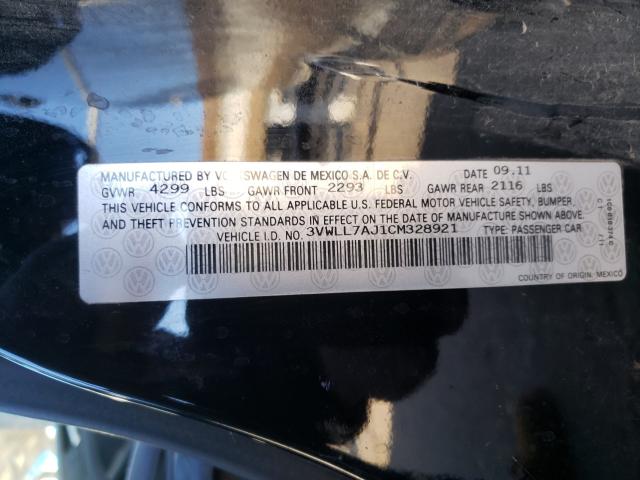 MANUFACTURED BY VOLKSWAGEN DE MEXICO S.A. DE C.V. DATE 09.11
GVWR 4299 LBS GAWR FRONT 2293 LBS GAWR REAR 2116 LBS
THIS VEHICLE CONFORMS TO ALL APPLICABLE U.S. FEDERAL MOTOR VEHICLE SAFETY, BUMPER,
AND THEFT PREVENTION STANDARDS IN EFFECT ON THE DATE OF MANUFACTURE SHOWN ABOVE.
VEHICLE I.D. NO. 3VWLL7AJ1CM328921 TYPE: PASSENGER CAR
COUNTRY OF ORIGIN: MEXICO